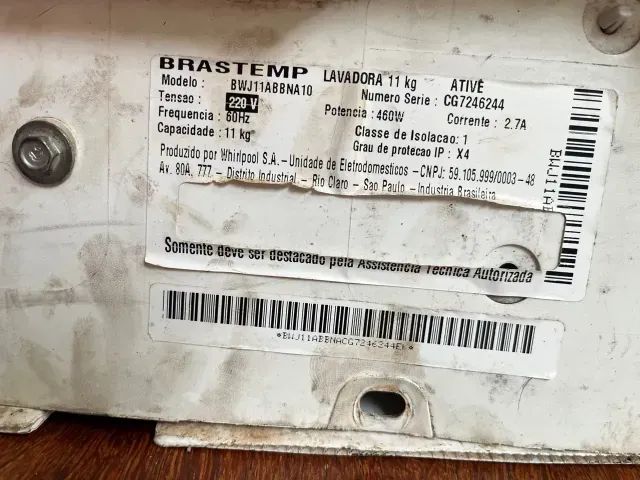 BRASTEMP LAVADORA 11 kg ATIVE
Modelo : BWJ11ABBNA10 Numero Serie : CG7246244
Tensao : 220 V Potencia : 460W Corrente : 2.7A
Frequencia : 60Hz Classe de Isolacao : 1
Capacidade : 11 kg Grau de protecao IP : X4
Produzido por Whirlpool S.A.- Unidade de Eletrodomesticos - CNPJ: 59.105.999/0003-48
Av. 80A, 777 - Distrito Industrial - Rio Claro - Sao Paulo - Industria Brasileira
Somente deve ser destacado pela Assistencia Tecnica Autorizada